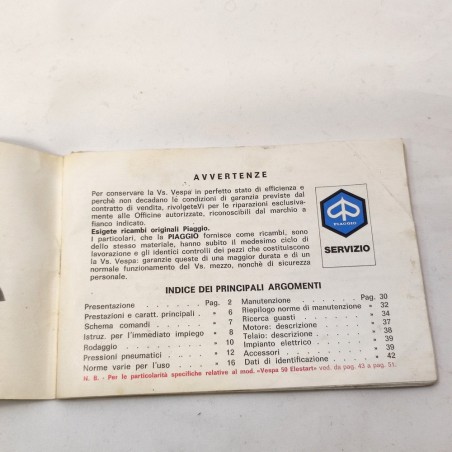 AVVERTENZE
Per conservare la Vs. Vespa in perfetto stato di efficienza e
perchè non decadano le condizioni di garanzia previste dal
contratto di vendita, rivolgeteVi per le riparazioni esclusiva-
mente alle Officine autorizzate, riconoscibili dal marchio a
fianco indicato.
Esigete ricambi originali Piaggio.
I particolari, che la PIAGGIO fornisce come ricambi, sono
dello stesso materiale, hanno subito il medesimo ciclo di
lavorazione e gli identici controlli dei pezzi che costituiscono
la Vs. Vespa: garanzie queste di una maggior durata e di un
normale funzionamento del Vs. mezzo, nonchè di sicurezza
personale.
PIAGGIO
SERVIZIO
INDICE DEI PRINCIPALI ARGOMENTI
Presentazione . . . . . . . Pag. 2
Prestazioni e caratt. principali . » 6
Schema comandi . . . . . . » 7
Istruz. per l'immediato impiego » 8
Rodaggio . . . . . . . . » 10
Pressioni pneumatici . . . . . » 12
Norme varie per l'uso . . . . » 16
Manutenzione . . . . . . . Pag. 30
Riepilogo norme di manutenzione » 32
Ricerca guasti . . . . . . » 34
Motore: descrizione . . . . . » 37
Telaio: descrizione . . . . . » 38
Impianto elettrico . . . . . » 39
Accessori . . . . . . . . » 39
Dati di identificazione . . . . » 42
N. B. - Per le particolarità specifiche relative al mod. «Vespa 50 Elestart» ved. da pag. 43 a pag. 51.